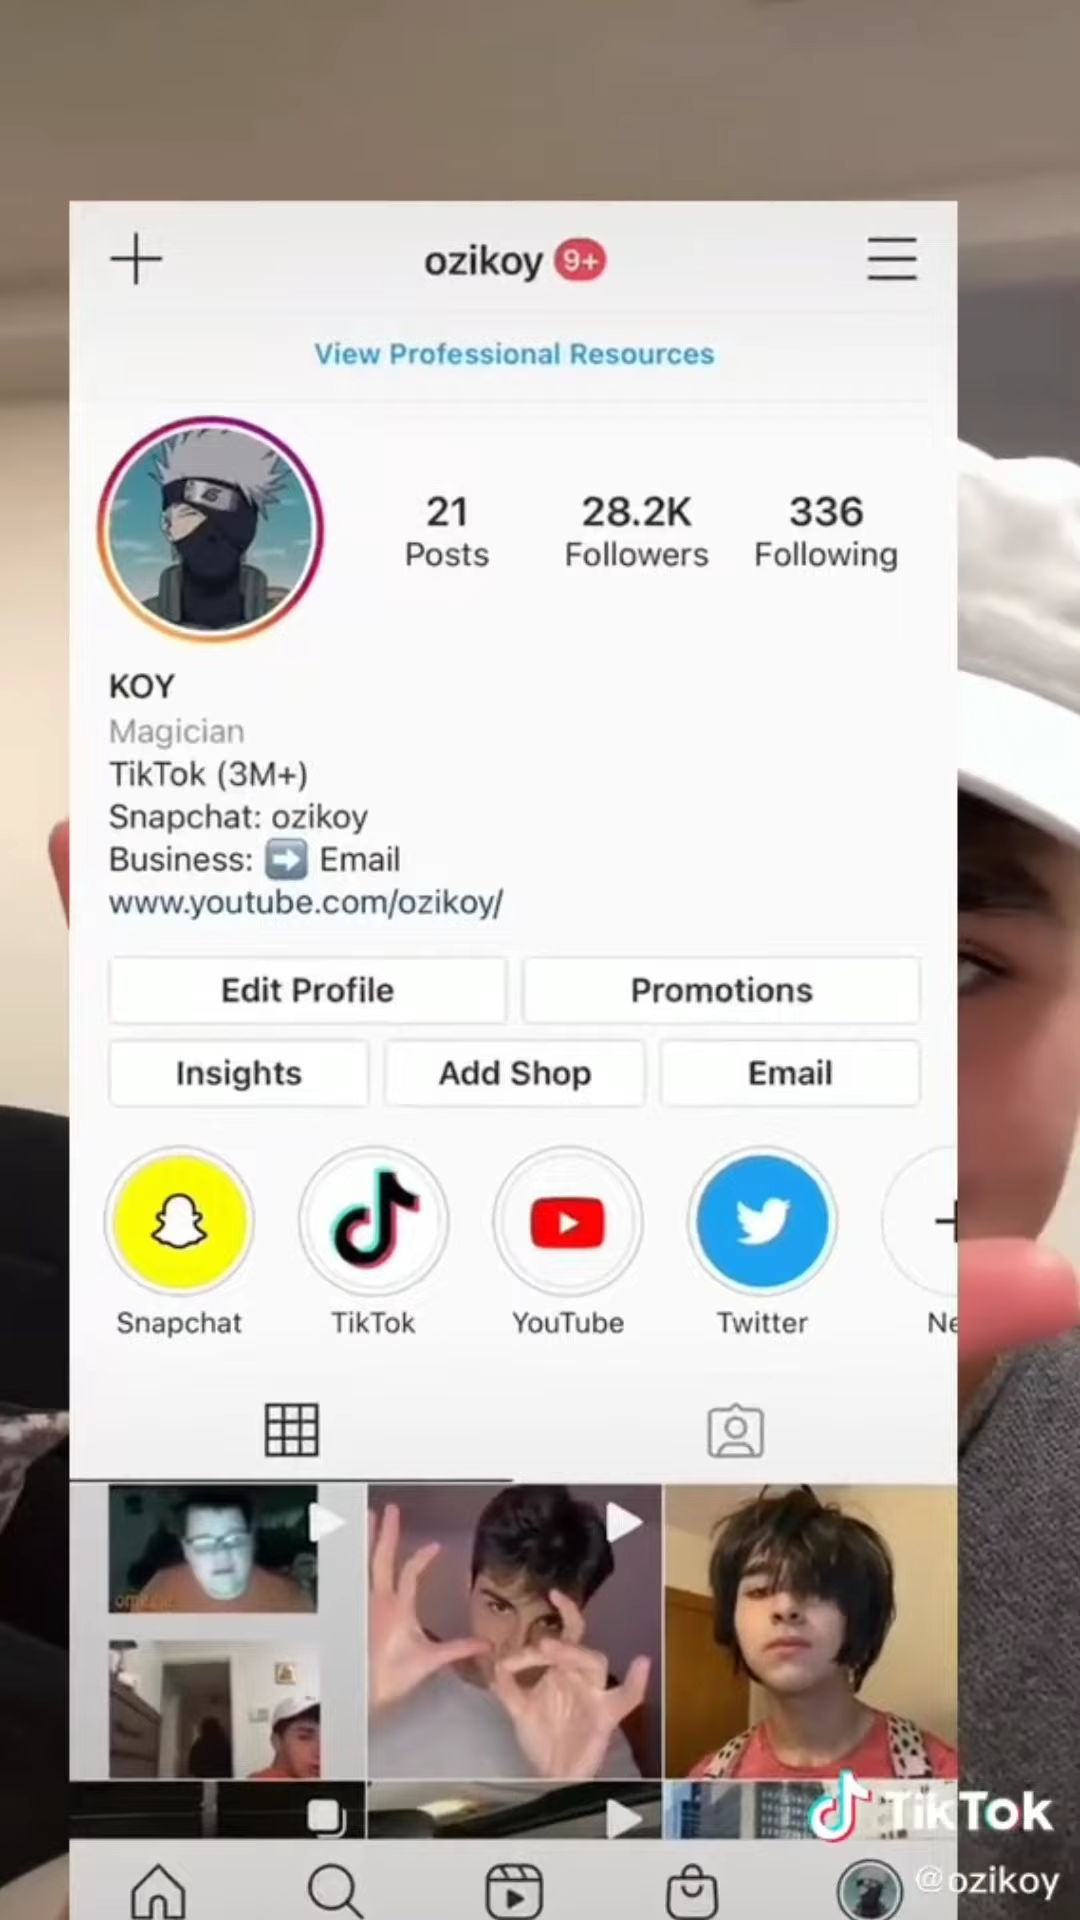 ozikoy 9+
View Professional Resources
21 28.2K 336
Posts Followers Following
KOY
Magician
TikTok (3M+)
Snapchat: ozikoy
Business: ➡️ Email
www.youtube.com/ozikoy/
Edit Profile Promotions
Insights Add Shop Email
Snapchat TikTok YouTube Twitter Ne
TikTok
@ozikoy